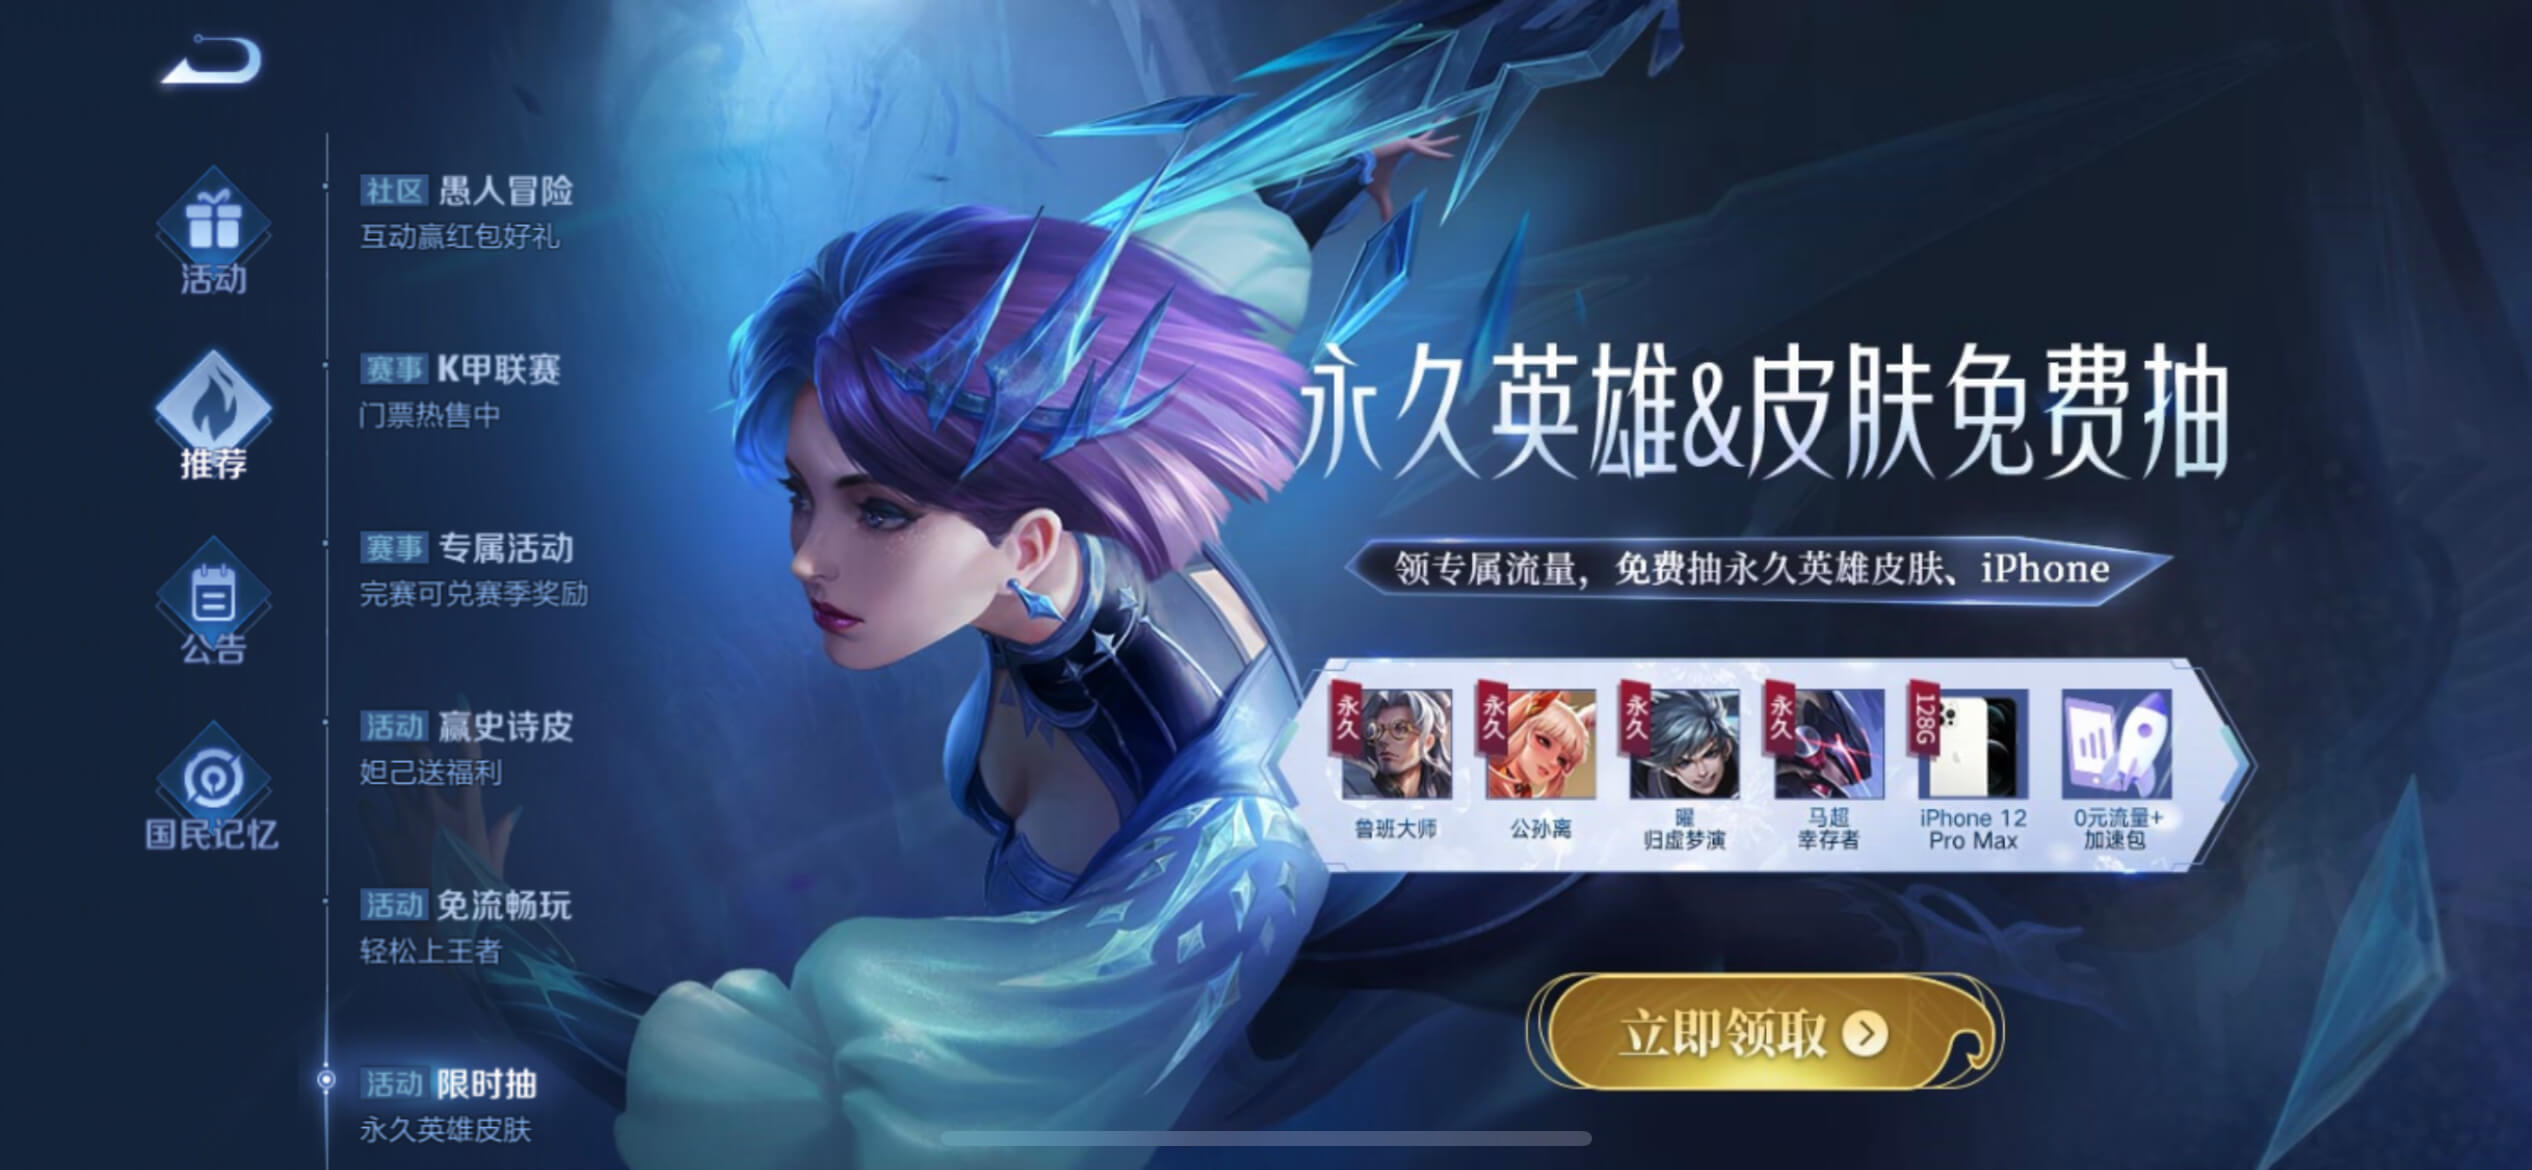 活动
推荐
公告
国民记忆
社区 愚人冒险
互动赢红包好礼
赛事 K甲联赛
门票热售中
赛事 专属活动
完赛可兑赛季奖励
活动 赢史诗皮
妲己送福利
活动 免流畅玩
轻松上王者
活动 限时抽
永久英雄皮肤
永久英雄&皮肤免费抽
领专属流量，免费抽永久英雄皮肤、iPhone
永久
鲁班大师
永久
公孙离
永久
曜
归虚梦演
永久
马超
幸存者
128G
iPhone 12
Pro Max
0元流量+
加速包
立即领取